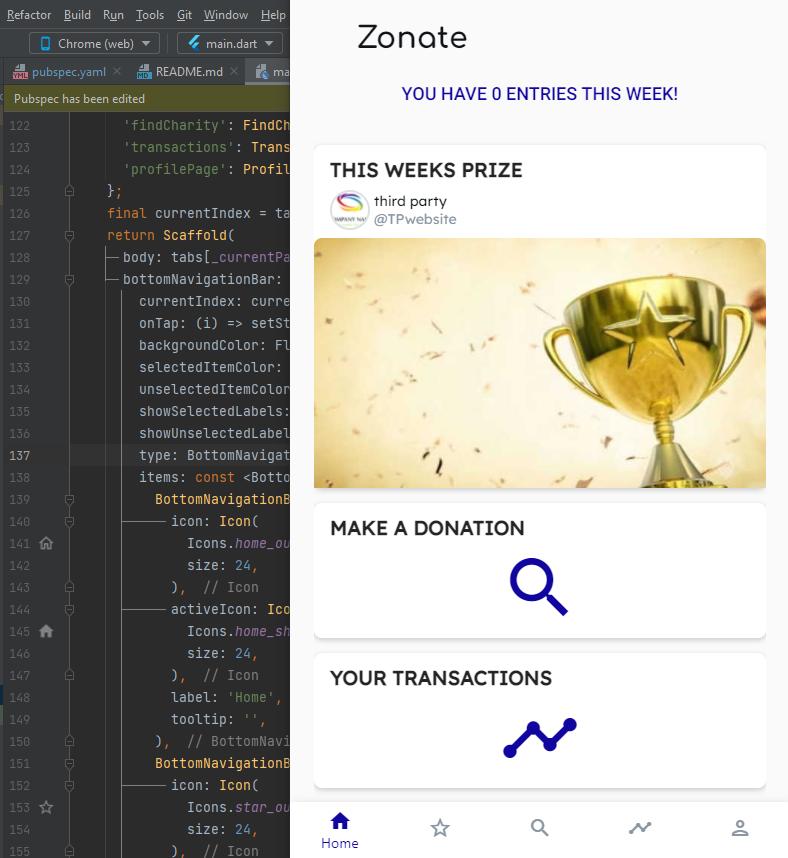 Refactor Build Run Tools Git Window Help
Chrome (web) main.dart
pubspec.yaml README.md
Pubspec has been edited
122 'findCharity': FindCh
123 'transactions': Trans
124 'profilePage': Profil
125 };
126 final currentIndex = ta
127 return Scaffold(
128 body: tabs[_currentPa
129 bottomNavigationBar:
130 currentIndex: curre
131 onTap: (i) => setSt
132 backgroundColor: Fl
133 selectedItemColor:
134 unselectedItemColor
135 showSelectedLabels:
136 showUnselectedLabel
137 type: BottomNavigat
138 items: const <Botto
139 BottomNavigationB
140 icon: Icon(
141 Icons.home_ou
142 size: 24,
143 ), // Icon
144 activeIcon: Ico
145 Icons.home_sh
146 size: 24,
147 ), // Icon
148 label: 'Home',
149 tooltip: '',
150 ), // BottomNavi
151 BottomNavigationB
152 icon: Icon(
153 Icons.star_ou
154 size: 24,
155 ), // Icon
Zonate
YOU HAVE 0 ENTRIES THIS WEEK!
THIS WEEKS PRIZE
third party
@TPwebsite
MAKE A DONATION
YOUR TRANSACTIONS
Home